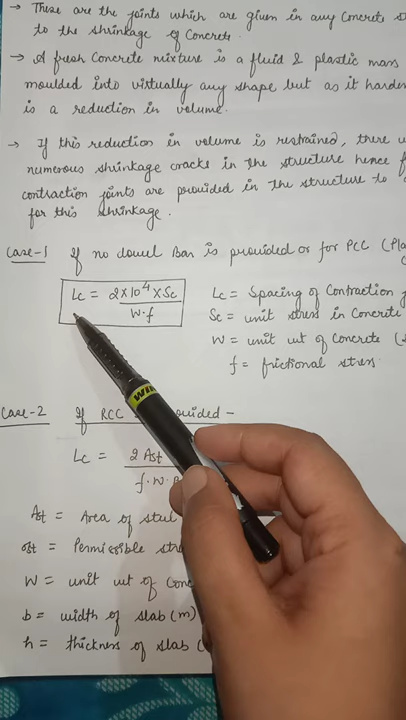 → These are the joints which are given in any Concrete
to the shrinkage of Concrete.
→ A fresh Concrete mixture is a fluid & plastic mass
moulded into virtually any shape but as it harden
is a reduction in volume.
→ If this reduction in volume is restrained, there
numerous shrinkage cracks in the structure hence
contraction joints are provided in the structure to
for this shrinkage.
Case-1 If no dowel Bar is provided or for PCC (Pla
Lc = 2×10⁴×Sc / W.f
Lc = Spacing of Contraction
Sc = unit stress in Concrete
W = unit wt of Concrete
f = frictional stress
Case-2 If RCC provided -
Lc = 2 Ast / f.W.
Ast = Area of steel
σst = Permissible
W = unit wt of Conc
b = width of slab (m)
h = thickness of slab
WIN